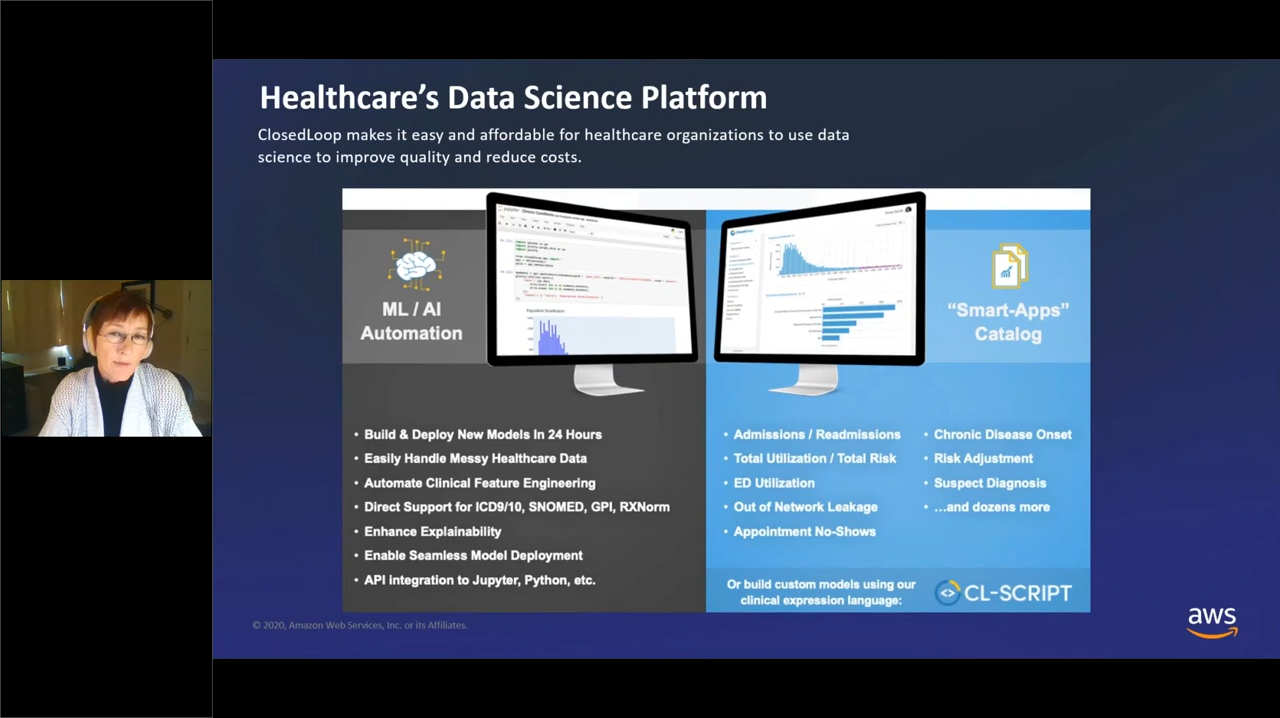 Healthcare's Data Science Platform
ClosedLoop makes it easy and affordable for healthcare organizations to use data
science to improve quality and reduce costs.
ML / AI
Automation
Population Stratification
"Smart-Apps"
Catalog
• Build & Deploy New Models In 24 Hours
• Easily Handle Messy Healthcare Data
• Automate Clinical Feature Engineering
• Direct Support for ICD9/10, SNOMED, GPI, RXNorm
• Enhance Explainability
• Enable Seamless Model Deployment
• API integration to Jupyter, Python, etc.
• Admissions / Readmissions
• Total Utilization / Total Risk
• ED Utilization
• Out of Network Leakage
• Appointment No-Shows
• Chronic Disease Onset
• Risk Adjustment
• Suspect Diagnosis
• …and dozens more
Or build custom models using our
clinical expression language:
CL-SCRIPT
© 2020, Amazon Web Services, Inc. or its Affiliates.
aws